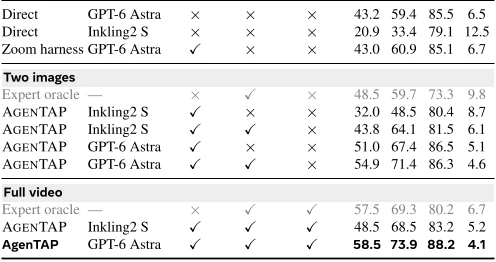 Direct GPT-6 Astra × × × 43.2 59.4 85.5 6.5
Direct Inkling2 S × × × 20.9 33.4 79.1 12.5
Zoom harness GPT-6 Astra ✓ × × 43.0 60.9 85.1 6.7
Two images
Expert oracle — × ✓ × 48.5 59.7 73.3 9.8
AGENTAP Inkling2 S ✓ × × 32.0 48.5 80.4 8.7
AGENTAP Inkling2 S ✓ ✓ × 43.8 64.1 81.5 6.1
AGENTAP GPT-6 Astra ✓ × × 51.0 67.4 86.5 5.1
AGENTAP GPT-6 Astra ✓ ✓ × 54.9 71.4 86.3 4.6
Full video
Expert oracle — × ✓ ✓ 57.5 69.3 80.2 6.7
AGENTAP Inkling2 S ✓ ✓ ✓ 48.5 68.5 83.2 5.2
AgenTAP GPT-6 Astra ✓ ✓ ✓ 58.5 73.9 88.2 4.1